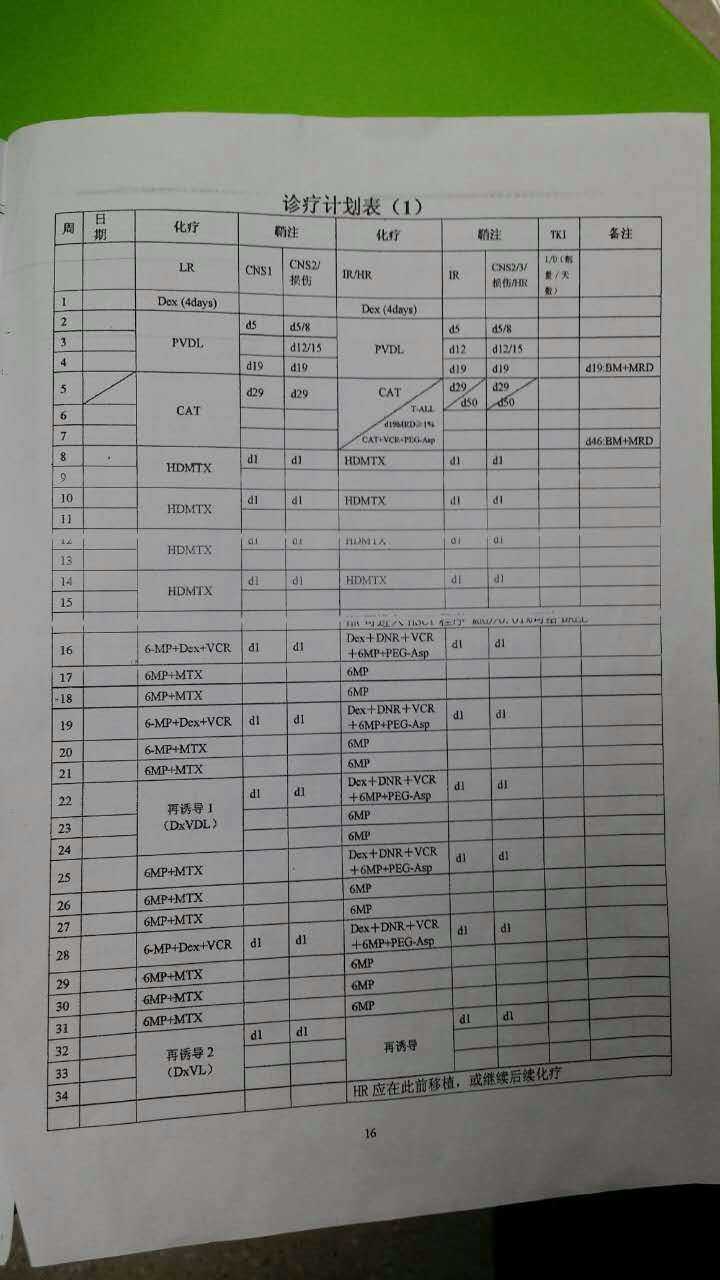 诊疗计划表（1）
周 日期 化疗 鞘注 化疗 鞘注 TKI 备注
LR CNS1 CNS2/损伤 IR/HR IR CNS2/3/损伤/HR 1/0（剂量/天数）
1 Dex (4days) Dex (4days)
2 d5 d5/8 d5 d5/8
3 PVDL d12/15 PVDL d12 d12/15
4 d19 d19 d19 d19 d19:BM+MRD
5 d29 d29 CAT d29 d29
6 CAT T-ALL d50 d50
d19MRD≥1%
7 CAT+VCR+PEG-Asp d46:BM+MRD
8 HDMTX d1 d1 HDMTX d1 d1
9
10 HDMTX d1 d1 HDMTX d1 d1
11
12 HDMTX d1 d1 HDMTX d1 d1
13
14 HDMTX d1 d1 HDMTX d1 d1
15
16 6-MP+Dex+VCR d1 d1 Dex+DNR+VCR+6MP+PEG-Asp d1 d1
17 6MP+MTX 6MP
18 6MP+MTX 6MP
19 6-MP+Dex+VCR d1 d1 Dex+DNR+VCR+6MP+PEG-Asp d1 d1
20 6-MP+MTX 6MP
21 6MP+MTX 6MP
22 再诱导 1 d1 d1 Dex+DNR+VCR+6MP+PEG-Asp d1 d1
23 （DxVDL） 6MP
24 6MP
25 6MP+MTX Dex+DNR+VCR+6MP+PEG-Asp d1 d1
26 6MP+MTX 6MP
27 6MP+MTX 6MP
28 6-MP+Dex+VCR d1 d1 Dex+DNR+VCR+6MP+PEG-Asp d1 d1
29 6MP+MTX 6MP
30 6MP+MTX 6MP
31 6MP+MTX 6MP
32 再诱导 2 d1 d1 再诱导 d1 d1
33 （DxVL）
34
HR 应在此前移植，或继续后续化疗
16